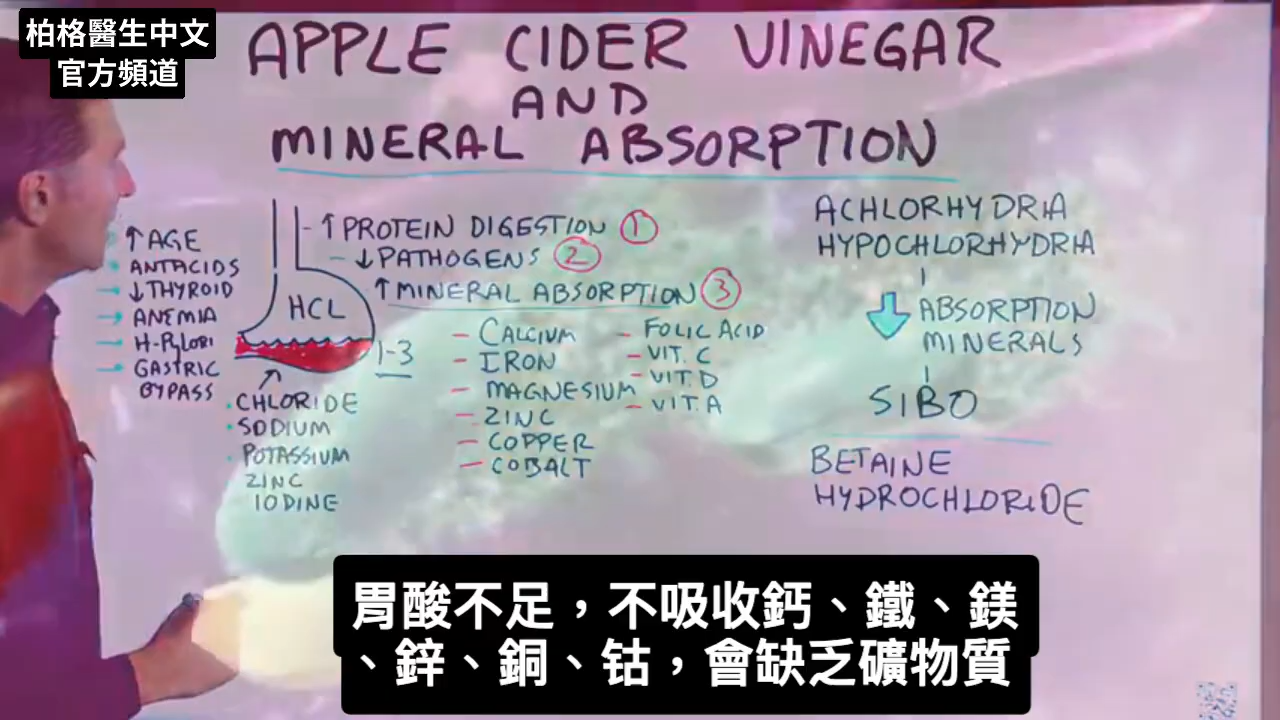 柏格醫生中文
官方頻道
APPLE CIDER VINEGAR
AND
MINERAL ABSORPTION
↑ AGE
ANTACIDS
↓ THYROID
ANEMIA
H-PyLORI
GASTRIC
BYPASS
HCL
1-3
CHLORIDE
SODIUM
POTASSIUM
ZINC
IODINE
- ↑ PROTEIN DIGESTION ①
- ↓ PATHOGENS ②
↑ MINERAL ABSORPTION ③
- CALCIUM
- IRON
- MAGNESIUM
- ZINC
- COPPER
- COBALT
- FOLIC ACID
- VIT. C
- VIT. D
- VIT. A
ACHLORHYDRIA
HYPOCHLORHYDRIA
ABSORPTION
MINERALS
SIBO
BETAINE
HYDROCHLORIDE
胃酸不足，不吸收鈣、鐵、鎂
、鋅、銅、钴，會缺乏礦物質